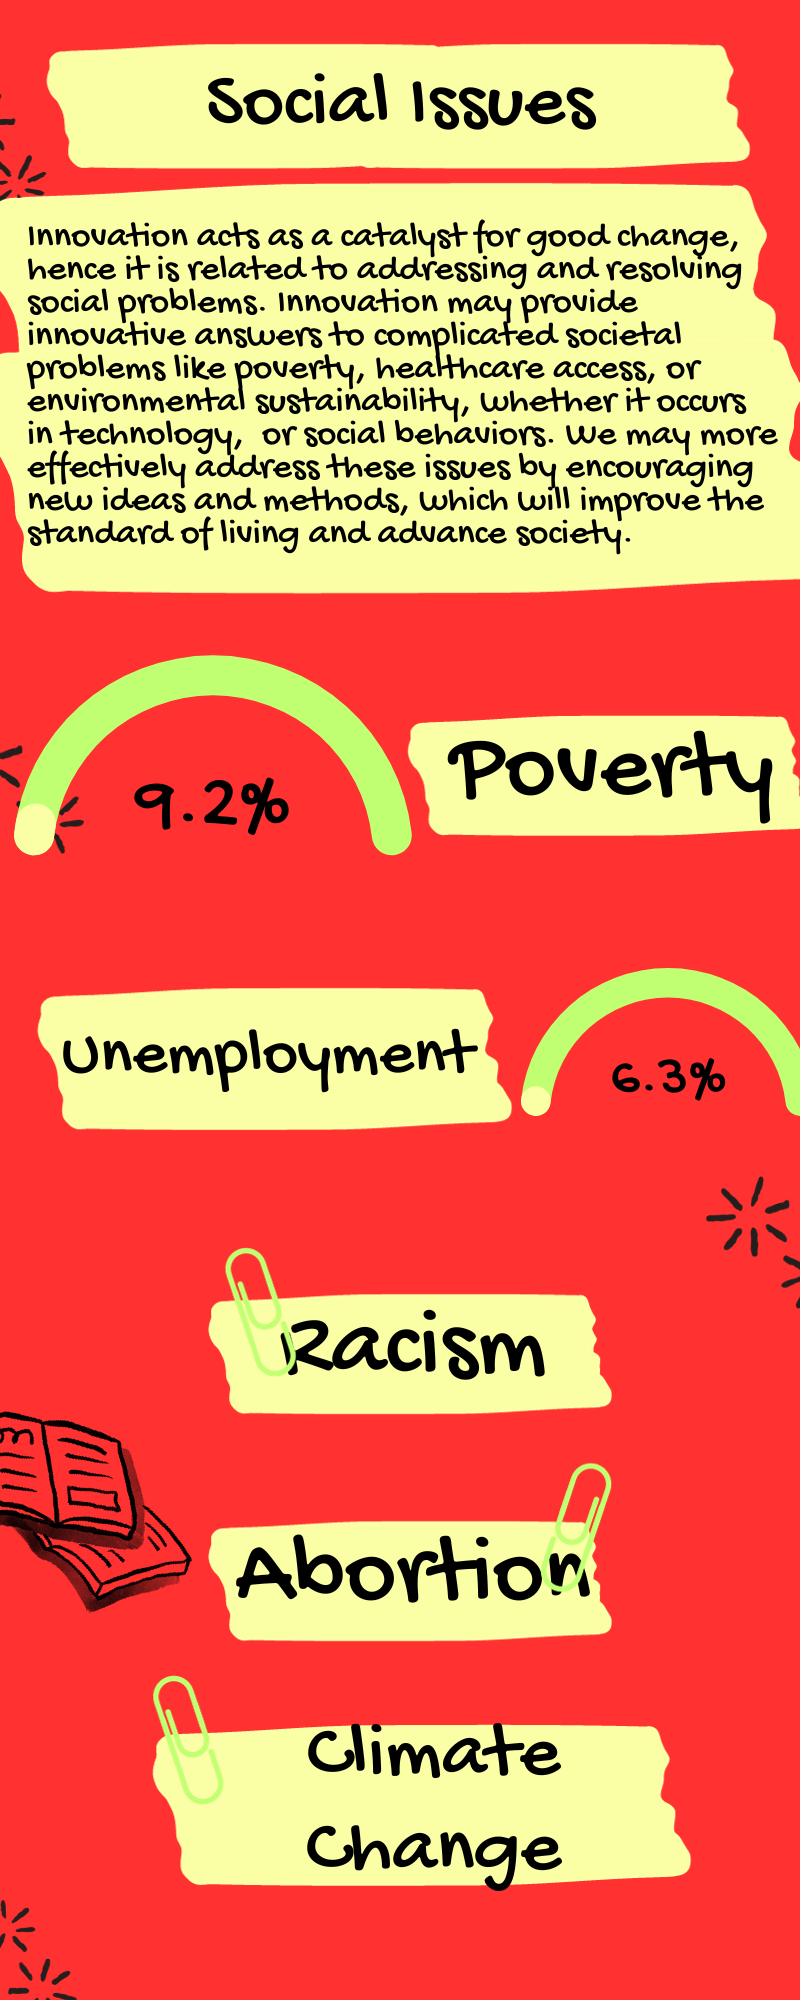 Social Issues
Innovation acts as a catalyst for good change,
hence it is related to addressing and resolving
social problems. Innovation may provide
innovative answers to complicated societal
problems like poverty, healthcare access, or
environmental sustainability, whether it occurs
in technology,  or social behaviors. We may more
effectively address these issues by encouraging
new ideas and methods, which will improve the
standard of living and advance society.
9.2%
Poverty
Unemployment
6.3%
Racism
Abortion
Climate
Change